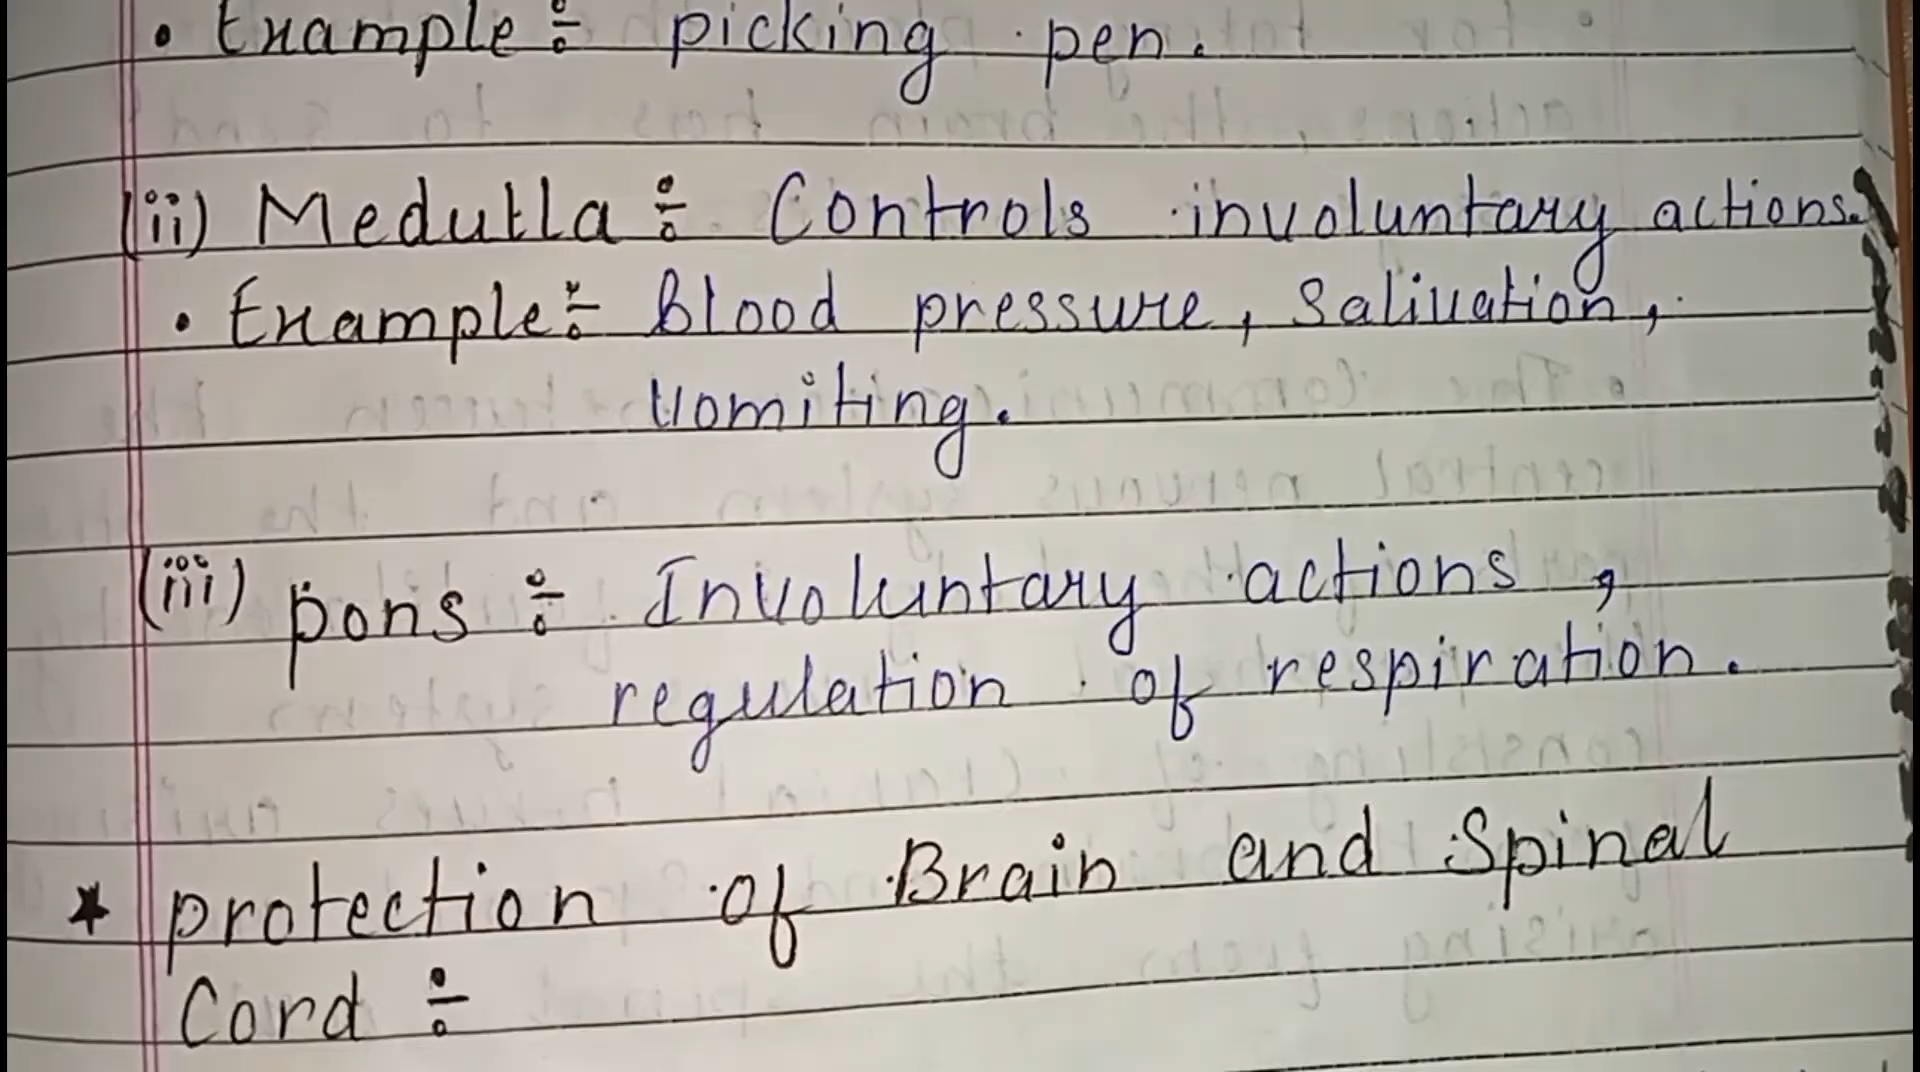 • Example ÷ picking pen.
(ii) Medulla ÷ Controls involuntary actions.
• Example ÷ Blood pressure, Salivation,
vomiting.
(iii) pons ÷ Involuntary actions,
regulation of respiration.
* protection of Brain and Spinal
Cord ÷